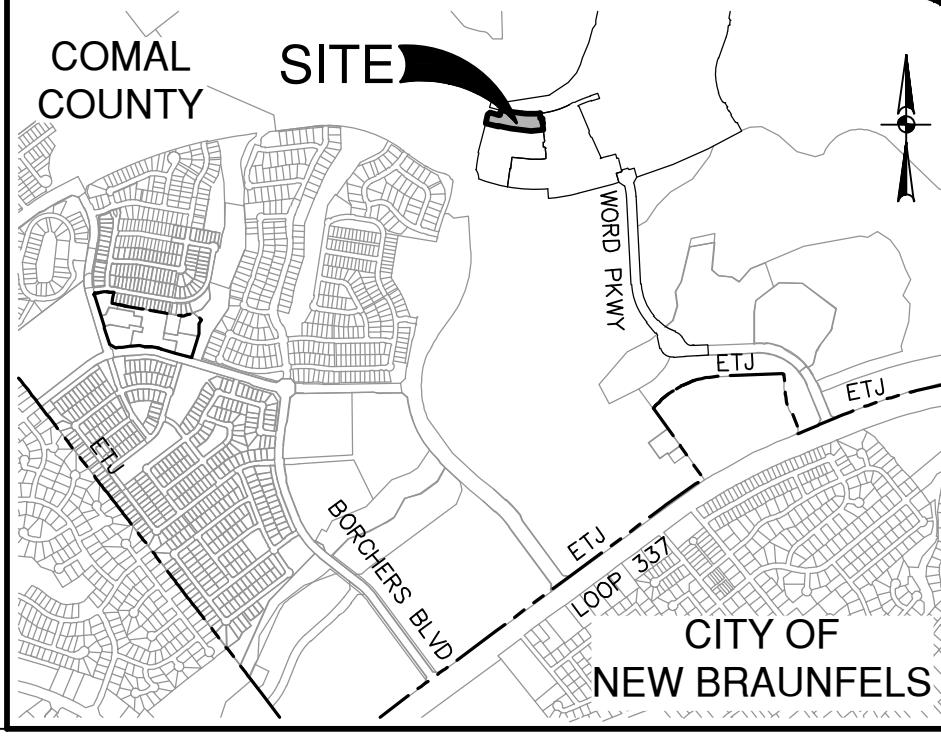 COMAL
COUNTY
SITE
WORD PKWY
ETJ
ETJ
ETJ
ETJ
BORCHERS BLVD
LOOP 337
CITY OF
NEW BRAUNFELS